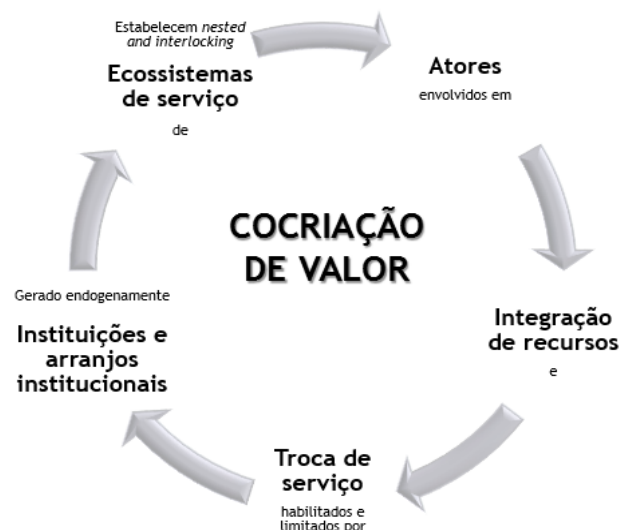 Estabelecem nested
and interlocking
Ecossistemas
de serviço
de
Atores
envolvidos em
COCRIAÇÃO
DE VALOR
Integração
de recursos
e
Troca de
serviço
habilitados e
limitados por
Gerado endogenamente
Instituições e
arranjos
institucionais